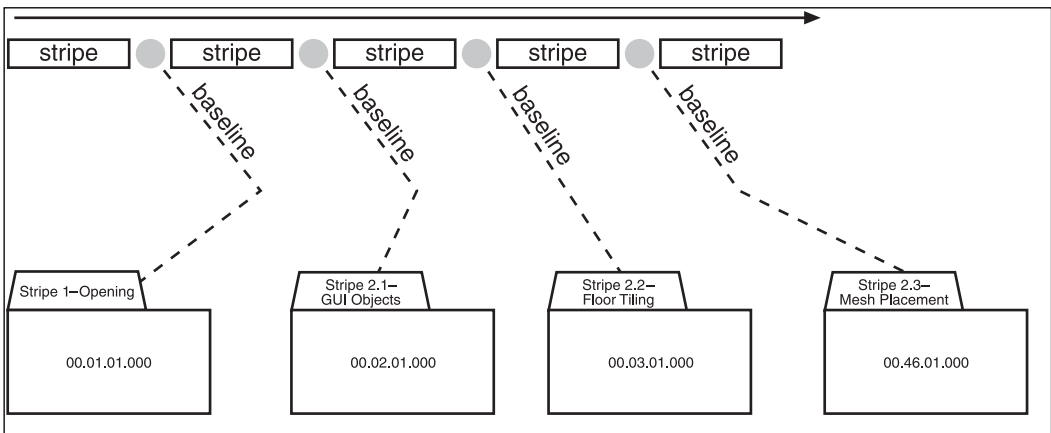 stripe stripe stripe stripe stripe
baseline baseline baseline baseline
Stripe 1–Opening
Stripe 2.1–
GUI Objects
Stripe 2.2–
Floor Tiling
Stripe 2.3–
Mesh Placement
00.01.01.000
00.02.01.000
00.03.01.000
00.46.01.000